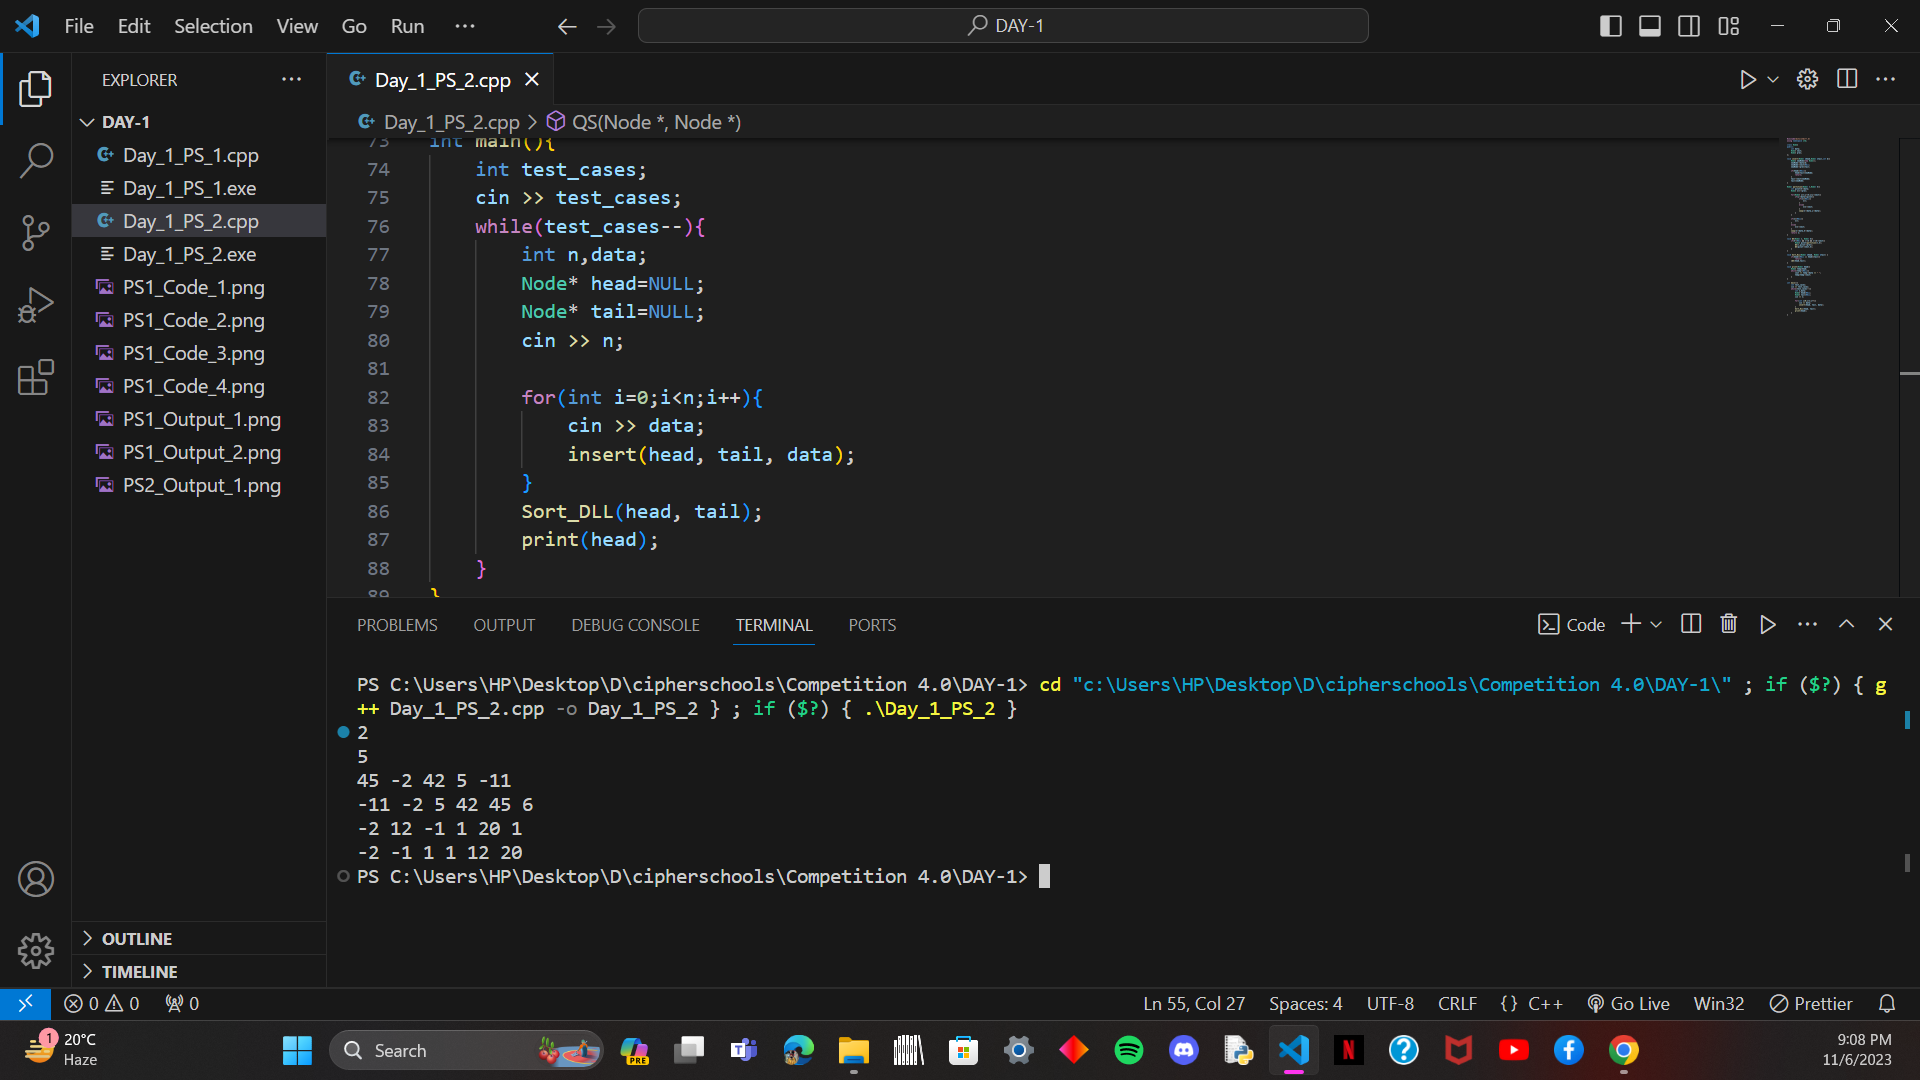 File Edit Selection View Go Run ··· DAY-1
EXPLORER ···
DAY-1
Day_1_PS_1.cpp
Day_1_PS_1.exe
Day_1_PS_2.cpp
Day_1_PS_2.exe
PS1_Code_1.png
PS1_Code_2.png
PS1_Code_3.png
PS1_Code_4.png
PS1_Output_1.png
PS1_Output_2.png
PS2_Output_1.png
OUTLINE
TIMELINE
Day_1_PS_2.cpp
Day_1_PS_2.cpp > QS(Node *, Node *)
73 int main(){
74 int test_cases;
75 cin >> test_cases;
76 while(test_cases--){
77 int n,data;
78 Node* head=NULL;
79 Node* tail=NULL;
80 cin >> n;
81
82 for(int i=0;i<n;i++){
83 cin >> data;
84 insert(head, tail, data);
85 }
86 Sort_DLL(head, tail);
87 print(head);
88 }
89 }
PROBLEMS OUTPUT DEBUG CONSOLE TERMINAL PORTS Code
PS C:\Users\HP\Desktop\D\cipherschools\Competition 4.0\DAY-1> cd "c:\Users\HP\Desktop\D\cipherschools\Competition 4.0\DAY-1\" ; if ($?) { g
++ Day_1_PS_2.cpp -o Day_1_PS_2 } ; if ($?) { .\Day_1_PS_2 }
2
5
45 -2 42 5 -11
-11 -2 5 42 45 6
-2 12 -1 1 20 1
-2 -1 1 1 12 20
PS C:\Users\HP\Desktop\D\cipherschools\Competition 4.0\DAY-1>
0 0 0 Ln 55, Col 27 Spaces: 4 UTF-8 CRLF {} C++ Go Live Win32 Prettier
1 20°C
Haze
Search
PRE
9:08 PM
11/6/2023